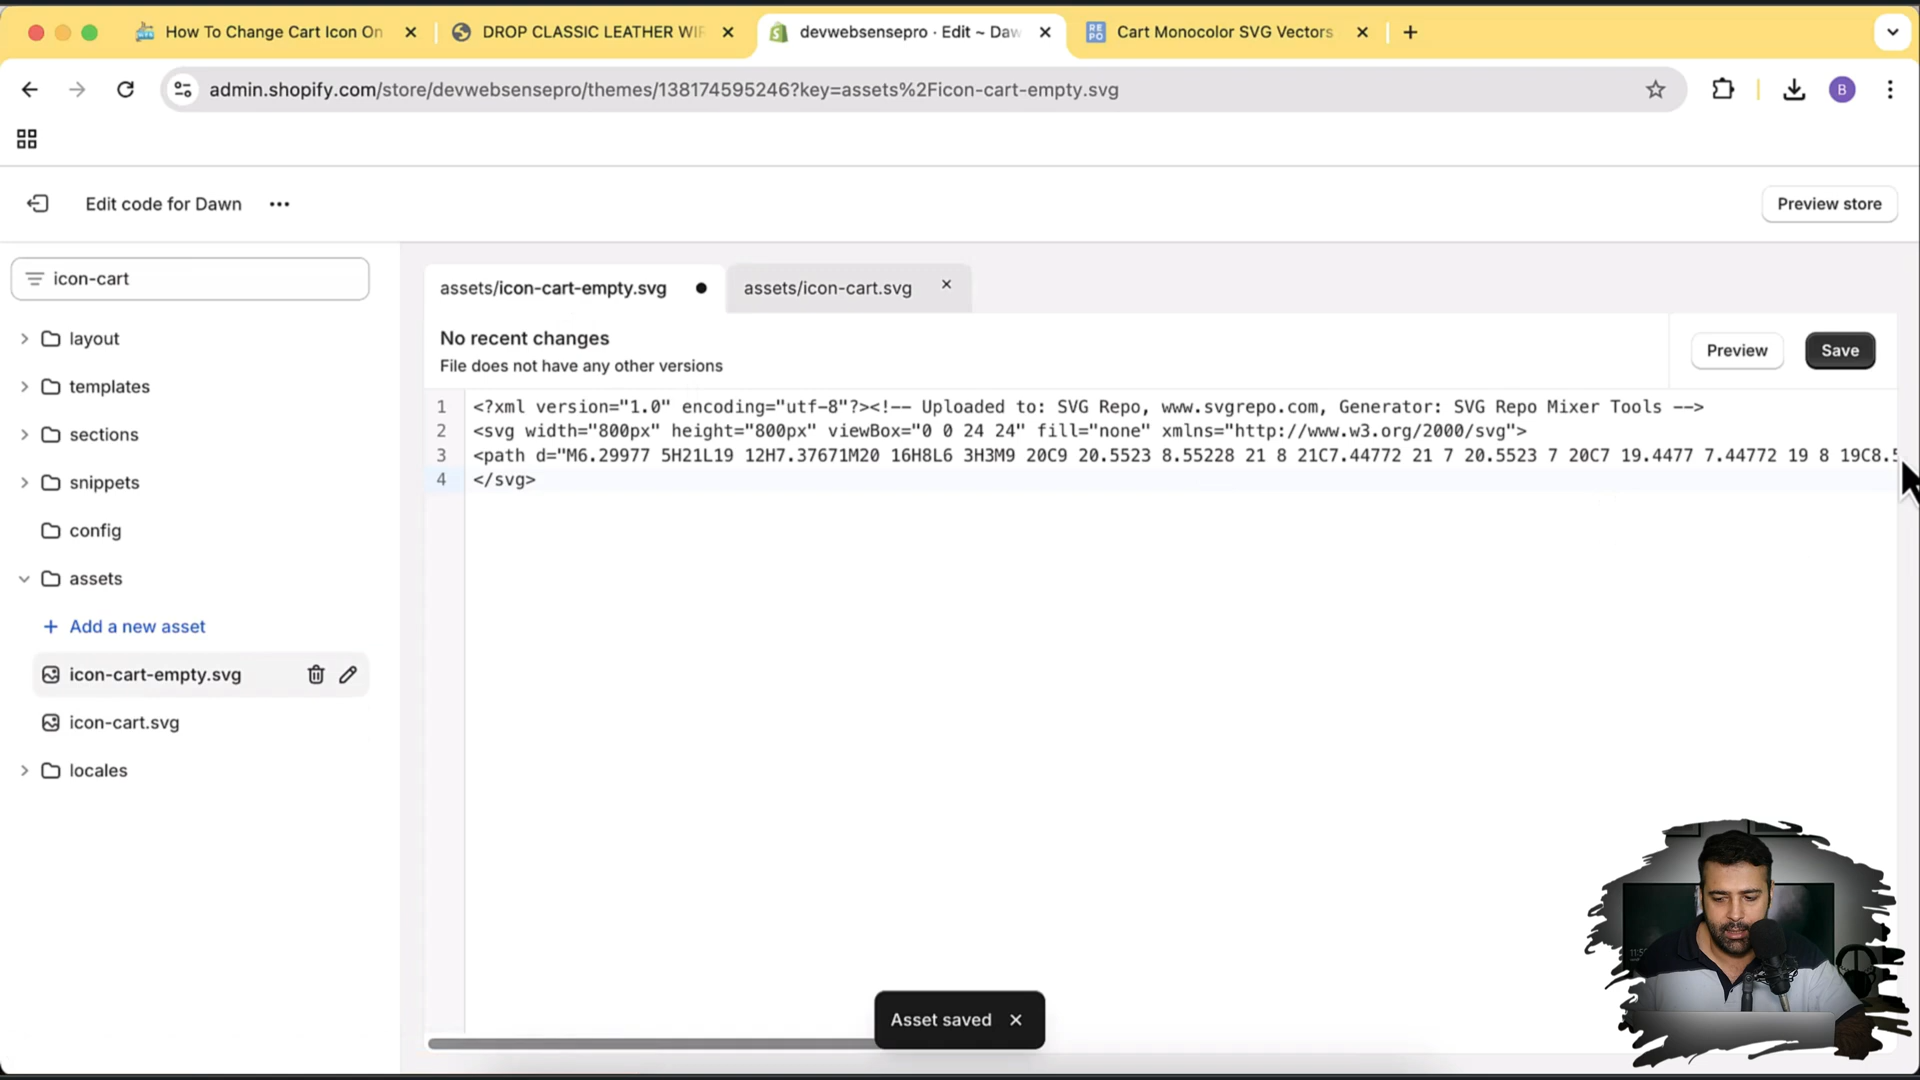 How To Change Cart Icon On
DROP CLASSIC LEATHER WIF
devwebsensepro · Edit ~ Daw
REPO
Cart Monocolor SVG Vectors
admin.shopify.com/store/devwebsensepro/themes/138174595246?key=assets%2Ficon-cart-empty.svg
B
Edit code for Dawn
Preview store
icon-cart
assets/icon-cart-empty.svg
assets/icon-cart.svg
layout
No recent changes
File does not have any other versions
Preview
Save
templates
sections
snippets
config
assets
Add a new asset
icon-cart-empty.svg
icon-cart.svg
locales
1 <?xml version="1.0" encoding="utf-8"?><!-- Uploaded to: SVG Repo, www.svgrepo.com, Generator: SVG Repo Mixer Tools -->
2 <svg width="800px" height="800px" viewBox="0 0 24 24" fill="none" xmlns="http://www.w3.org/2000/svg">
3 <path d="M6.29977 5H21L19 12H7.37671M20 16H8L6 3H3M9 20C9 20.5523 8.55228 21 8 21C7.44772 21 7 20.5523 7 20C7 19.4477 7.44772 19 8 19C8.5
4 </svg>
Asset saved